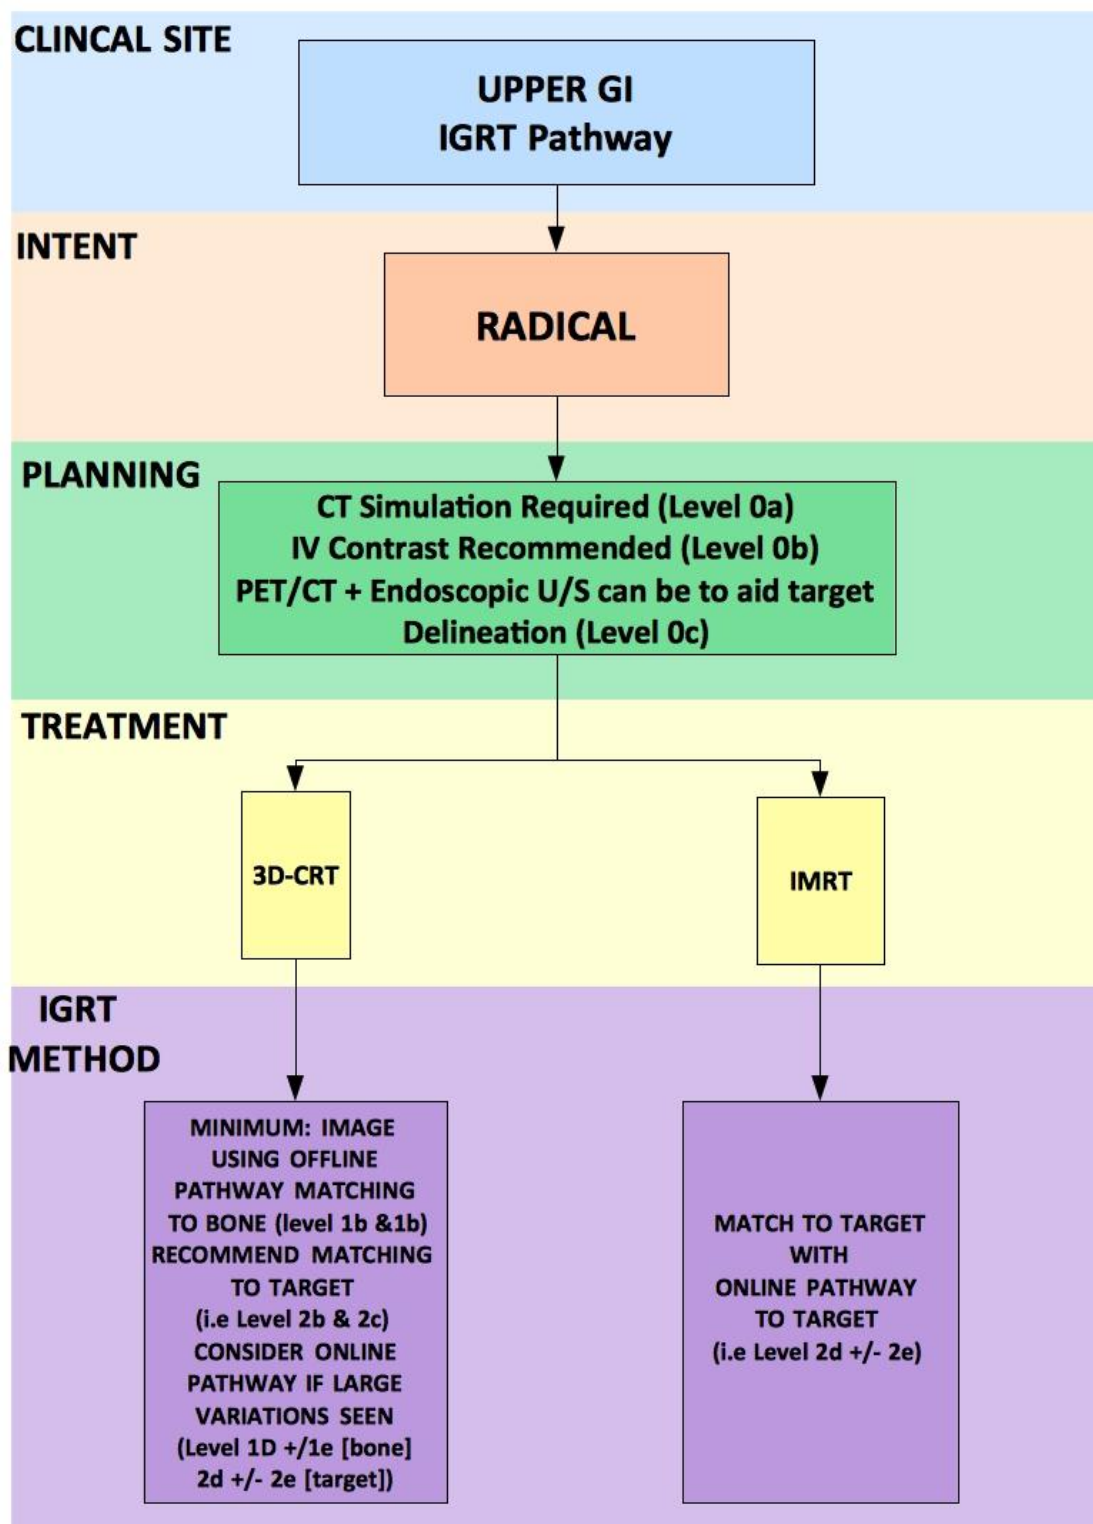 CLINCAL SITE
UPPER GI
IGRT Pathway
INTENT
RADICAL
PLANNING
CT Simulation Required (Level 0a)
IV Contrast Recommended (Level 0b)
PET/CT + Endoscopic U/S can be to aid target
Delineation (Level 0c)
TREATMENT
3D-CRT
IMRT
IGRT
METHOD
MINIMUM: IMAGE
USING OFFLINE
PATHWAY MATCHING
TO BONE (level 1b &1b)
RECOMMEND MATCHING
TO TARGET
(i.e Level 2b & 2c)
CONSIDER ONLINE
PATHWAY IF LARGE
VARIATIONS SEEN
(Level 1D +/1e [bone]
2d +/- 2e [target])
MATCH TO TARGET
WITH
ONLINE PATHWAY
TO TARGET
(i.e Level 2d +/- 2e)